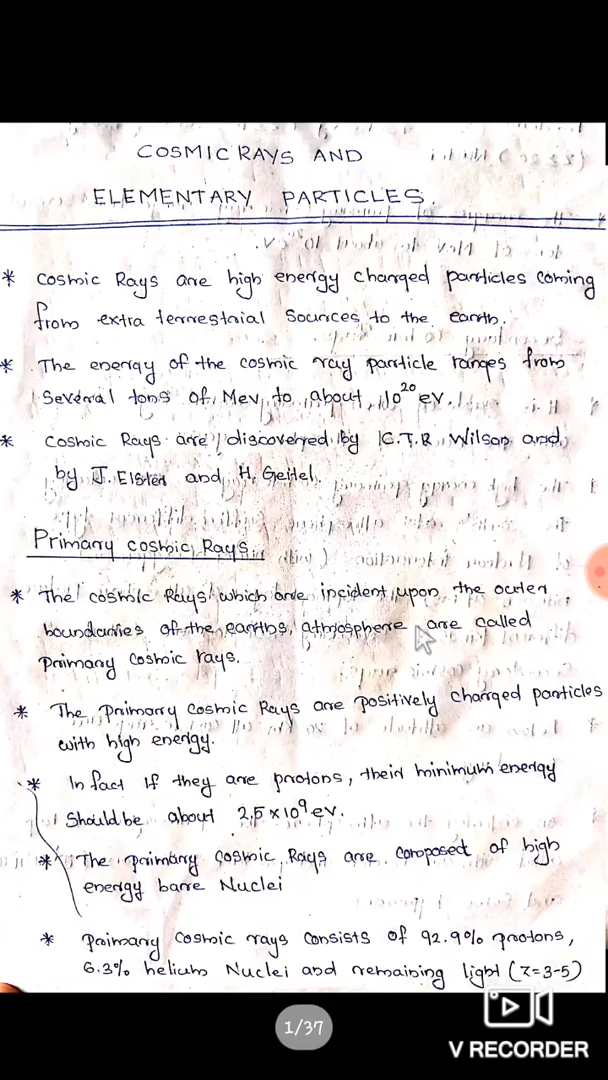 COSMIC RAYS AND
ELEMENTARY PARTICLES.
* Cosmic Rays are high energy charged particles coming
from extra terrestrial sources to the earth.
* The energy of the cosmic ray particle ranges from
Several tons of Mev to about 10²⁰ ev.
* Cosmic Rays are discovered by C.T.R Wilson and
by J. Elster and H. Geitel.
Primary cosmic Rays
* The cosmic Rays which are incident upon the outer
boundaries of the earths atmosphere are called
primary cosmic rays.
* The primary cosmic Rays are positively charged particles
with high energy.
* In fact If they are protons, their minimum energy
Should be about 2.5 × 10⁹ ev.
* The primary cosmic Rays are composed of high
energy bare Nuclei
* primary cosmic rays consists of 92.9% protons,
6.3% helium Nuclei and remaining light (z=3-5)
1/37
V RECORDER